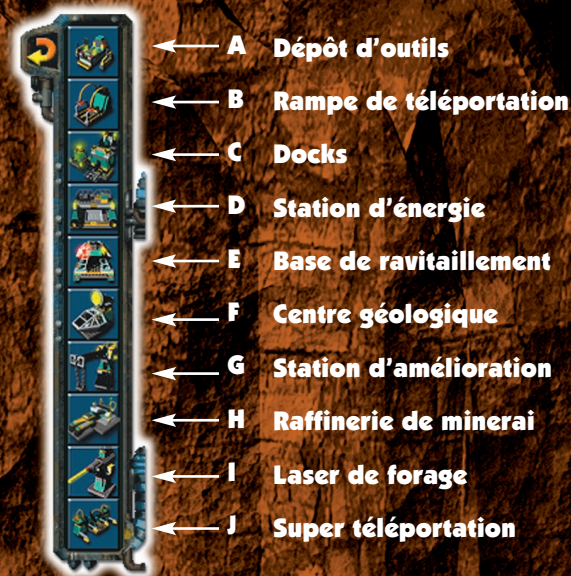 A Dépôt d'outils
B Rampe de téléportation
C Docks
D Station d'énergie
E Base de ravitaillement
F Centre géologique
G Station d'amélioration
H Raffinerie de minerai
I Laser de forage
J Super téléportation